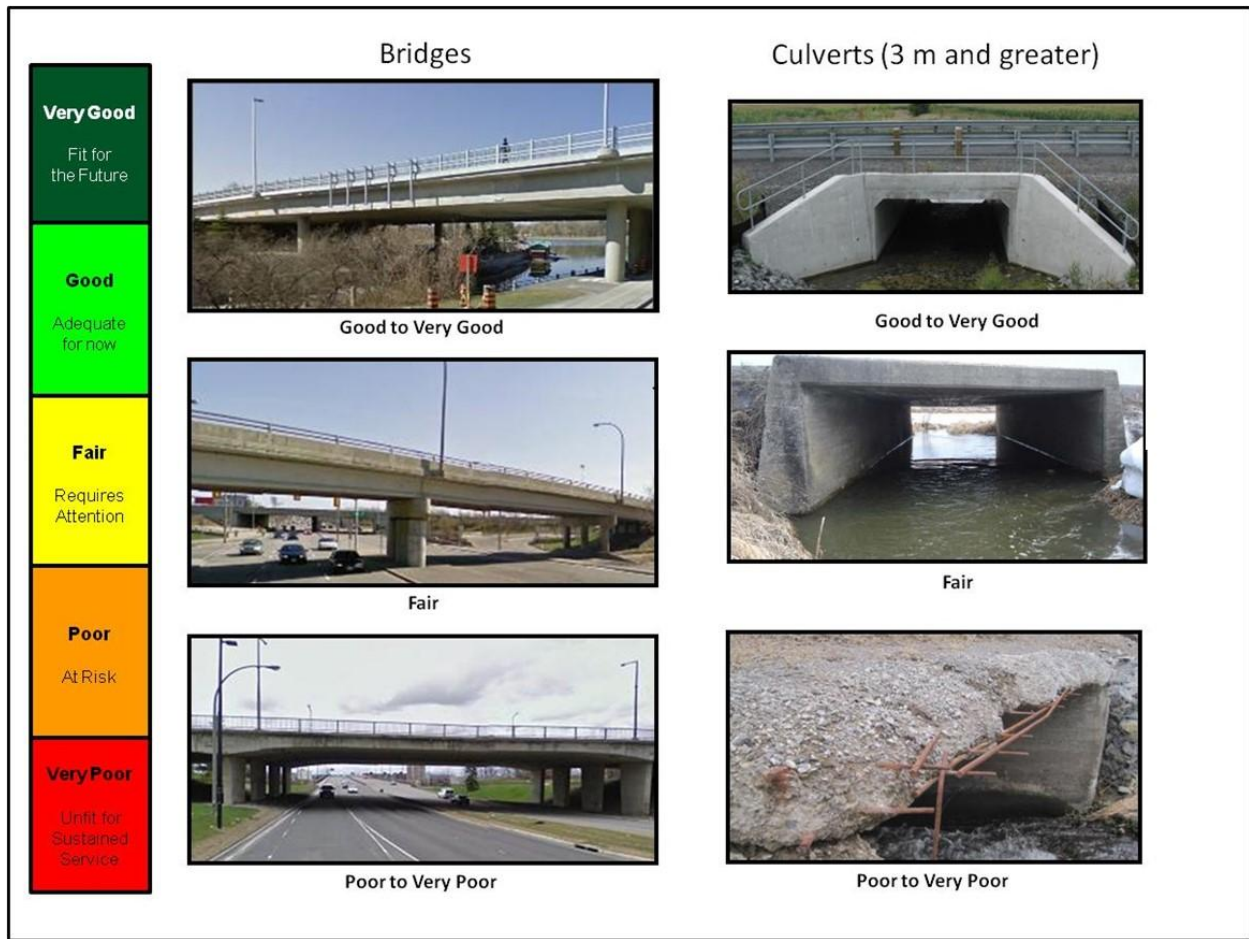 Very Good
Fit for
the Future
Good
Adequate
for now
Fair
Requires
Attention
Poor
At Risk
Very Poor
Unfit for
Sustained
Service
Bridges
Good to Very Good
Fair
Poor to Very Poor
Culverts (3 m and greater)
Good to Very Good
Fair
Poor to Very Poor